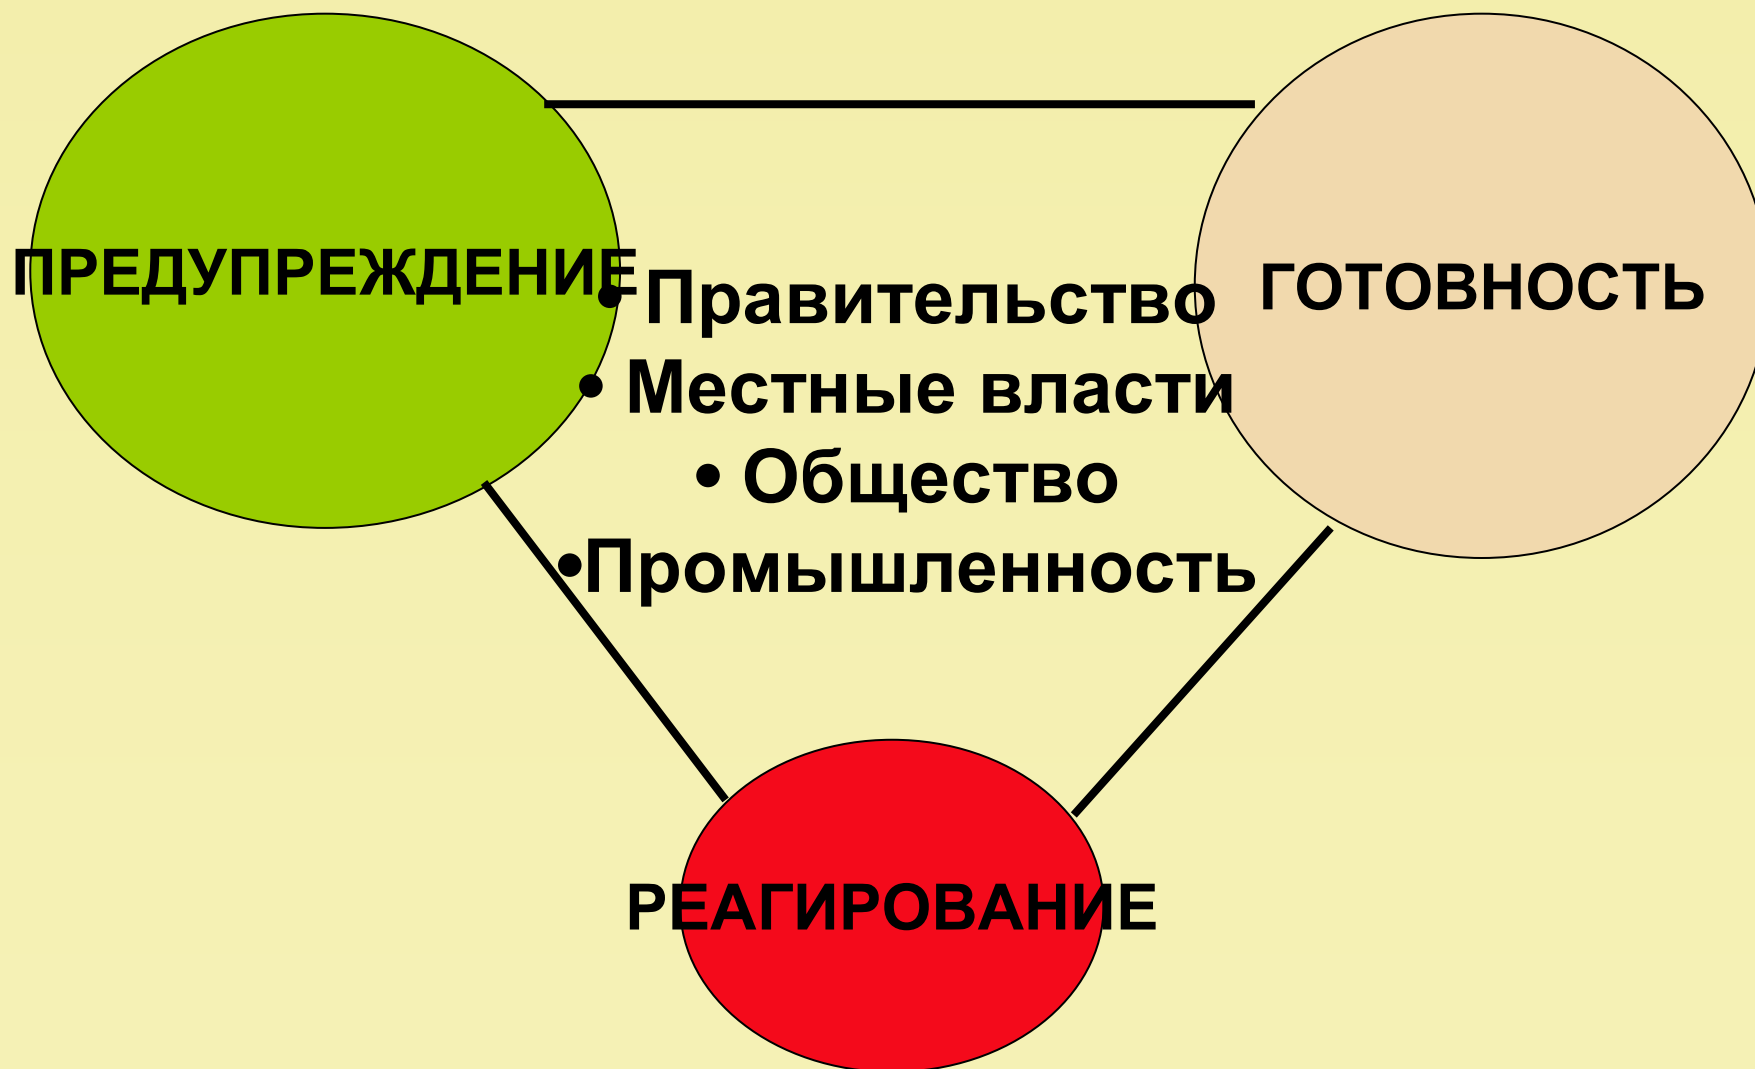 ПРЕДУПРЕЖДЕНИЕ
ГОТОВНОСТЬ
• Правительство
• Местные власти
• Общество
•Промышленность
РЕАГИРОВАНИЕ